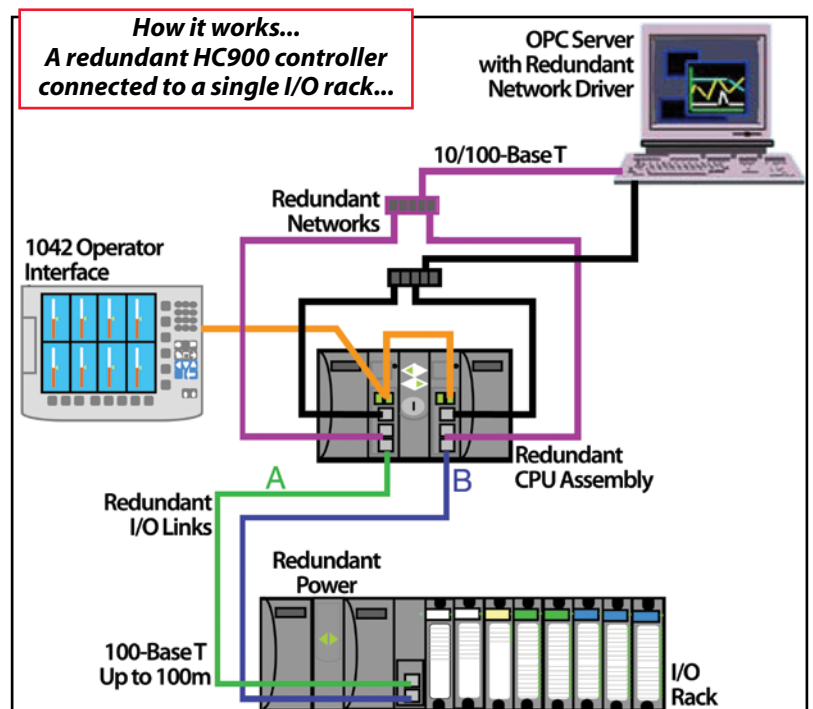 How it works...
A redundant HC900 controller
connected to a single I/O rack...
OPC Server
with Redundant
Network Driver
10/100-Base T
Redundant
Networks
1042 Operator
Interface
Redundant
CPU Assembly
A
B
Redundant
I/O Links
Redundant
Power
100-Base T
Up to 100m
I/O
Rack